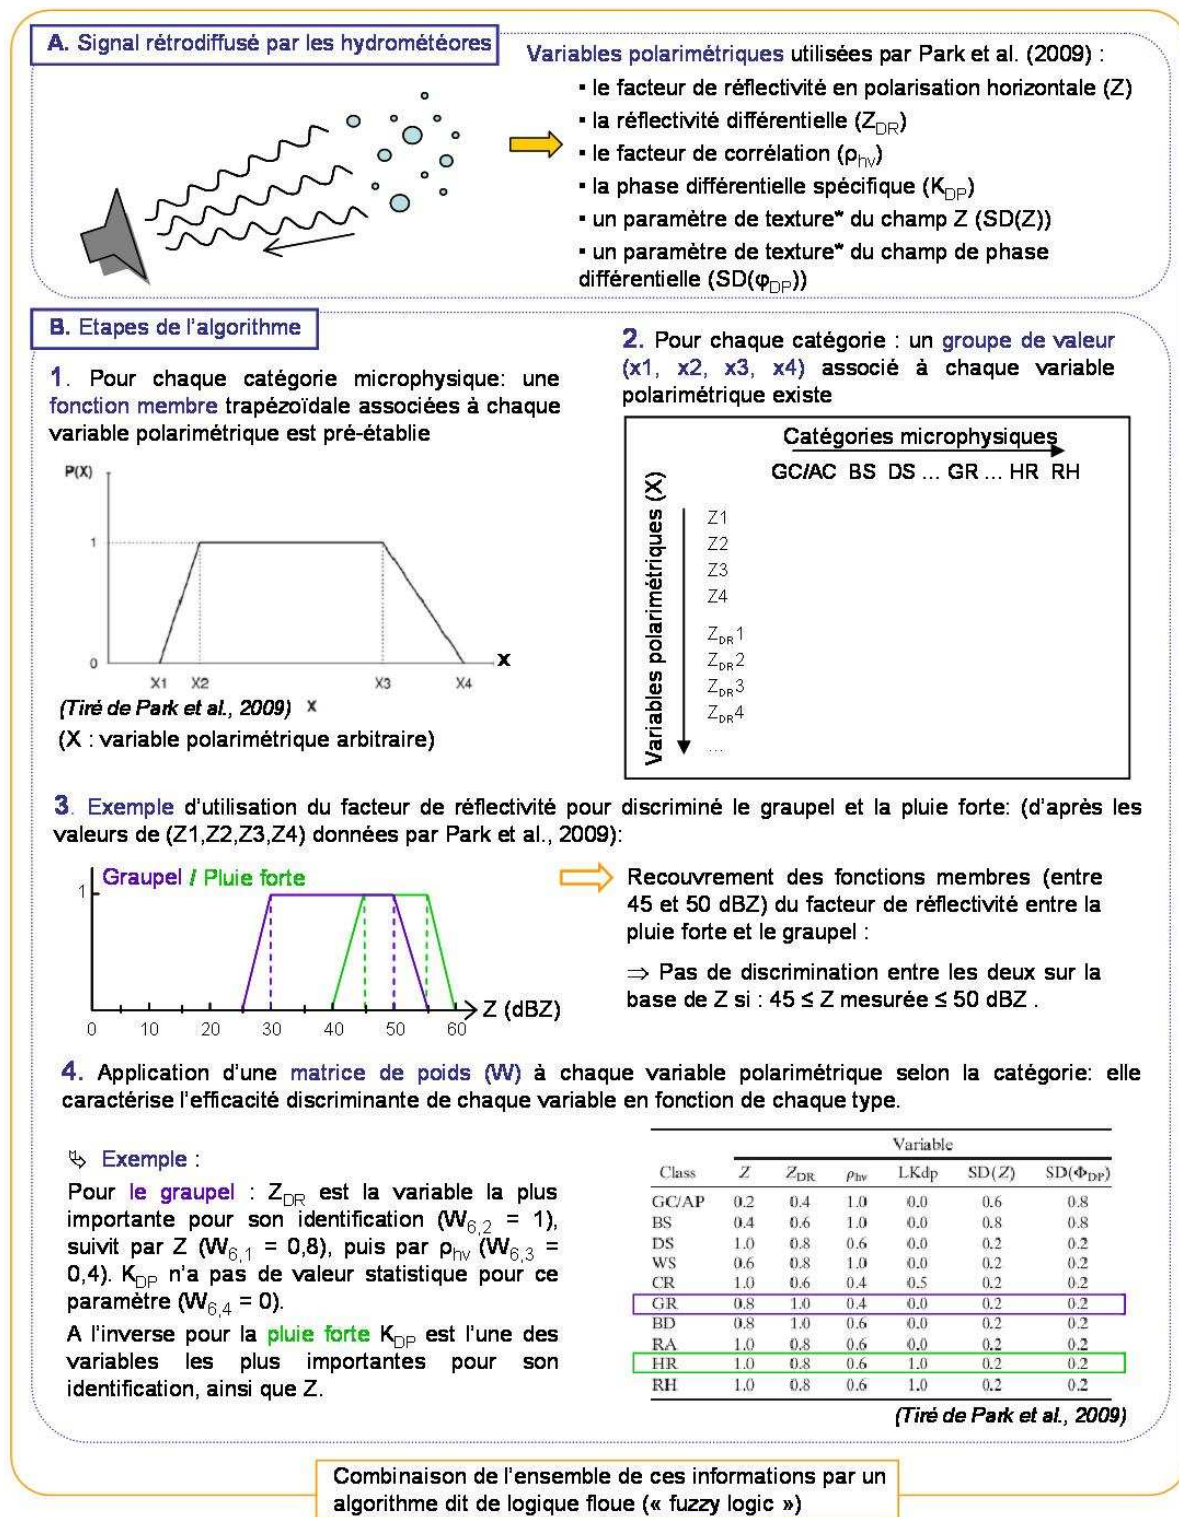 A. Signal rétrodiffusé par les hydrométéores
Variables polarimétriques utilisées par Park et al. (2009) :
▪ le facteur de réflectivité en polarisation horizontale (Z)
▪ la réflectivité différentielle (Z_DR)
▪ le facteur de corrélation (ρ_hv)
▪ la phase différentielle spécifique (K_DP)
▪ un paramètre de texture* du champ Z (SD(Z))
▪ un paramètre de texture* du champ de phase
différentielle (SD(φ_DP))
B. Etapes de l'algorithme
1. Pour chaque catégorie microphysique: une
fonction membre trapézoïdale associées à chaque
variable polarimétrique est pré-établie
P(X)
1
0
X1 X2 X3 X4
x
(Tiré de Park et al., 2009) x
(X : variable polarimétrique arbitraire)
2. Pour chaque catégorie : un groupe de valeur
(x1, x2, x3, x4) associé à chaque variable
polarimétrique existe
Catégories microphysiques
GC/AC BS DS ... GR ... HR RH
Variables polarimétriques (X)
Z1
Z2
Z3
Z4
Z_DR1
Z_DR2
Z_DR3
Z_DR4
...
3. Exemple d'utilisation du facteur de réflectivité pour discriminé le graupel et la pluie forte: (d'après les
valeurs de (Z1,Z2,Z3,Z4) données par Park et al., 2009):
1
Graupel / Pluie forte
Z (dBZ)
0 10 20 30 40 50 60
Recouvrement des fonctions membres (entre
45 et 50 dBZ) du facteur de réflectivité entre la
pluie forte et le graupel :
⇒ Pas de discrimination entre les deux sur la
base de Z si : 45 ≤ Z mesurée ≤ 50 dBZ .
4. Application d'une matrice de poids (W) à chaque variable polarimétrique selon la catégorie: elle
caractérise l'efficacité discriminante de chaque variable en fonction de chaque type.
Exemple :
Pour le graupel : Z_DR est la variable la plus
importante pour son identification (W_6,2 = 1),
suivit par Z (W_6,1 = 0,8), puis par ρ_hv (W_6,3 =
0,4). K_DP n'a pas de valeur statistique pour ce
paramètre (W_6,4 = 0).
A l'inverse pour la pluie forte K_DP est l'une des
variables les plus importantes pour son
identification, ainsi que Z.
Variable
Class Z Z_DR ρ_hv LKdp SD(Z) SD(Φ_DP)
GC/AP 0.2 0.4 1.0 0.0 0.6 0.8
BS 0.4 0.6 1.0 0.0 0.8 0.8
DS 1.0 0.8 0.6 0.0 0.2 0.2
WS 0.6 0.8 1.0 0.0 0.2 0.2
CR 1.0 0.6 0.4 0.5 0.2 0.2
GR 0.8 1.0 0.4 0.0 0.2 0.2
BD 0.8 1.0 0.6 0.0 0.2 0.2
RA 1.0 0.8 0.6 0.0 0.2 0.2
HR 1.0 0.8 0.6 1.0 0.2 0.2
RH 1.0 0.8 0.6 1.0 0.2 0.2
(Tiré de Park et al., 2009)
Combinaison de l'ensemble de ces informations par un
algorithme dit de logique floue (« fuzzy logic »)